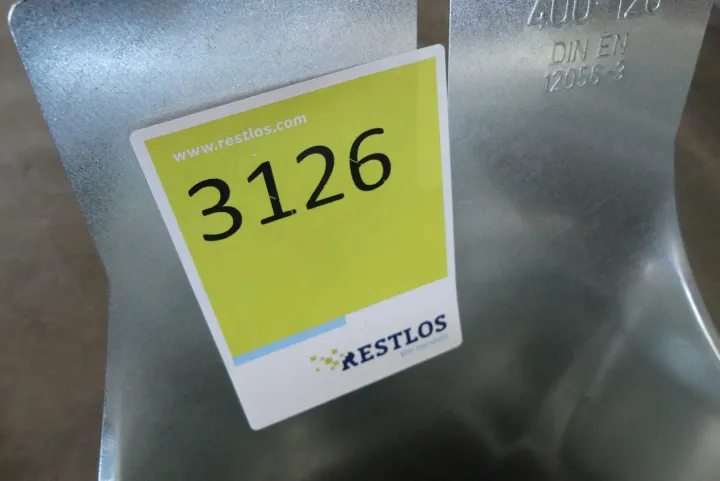 www.restlos.com
3126
RESTLOS
400-120
DIN EN
12056-3